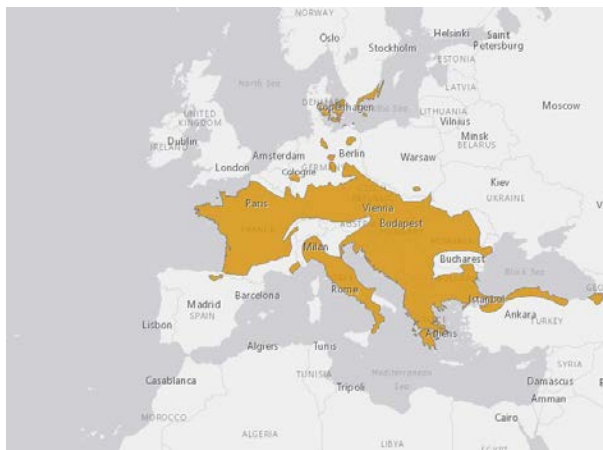 NORWAY
Oslo
Helsinki
Saint
Petersburg
Stockholm
ESTONIA
North Sea
LATVIA
Moscow
DENMARK
Copenhagen
LITHUANIA
Vilnius
UNITED
KINGDOM
Dublin
IRELAND
Minsk
BELARUS
Amsterdam
Berlin
Warsaw
London
GERMANY
Cologne
Kiev
UKRAINE
Paris
Vienna
Budapest
FRANCE
Milan
Bucharest
Black Sea
Rome
Istanbul
Barcelona
Madrid
SPAIN
Ankara
TURKEY
Lisbon
Athens
Algiers
Tunis
SYRIA
Mediterranean
Sea
Casablanca
TUNISIA
Tripoli
Damascus
Amman
MOROCCO
Cairo
ALGERIA
LIBYA